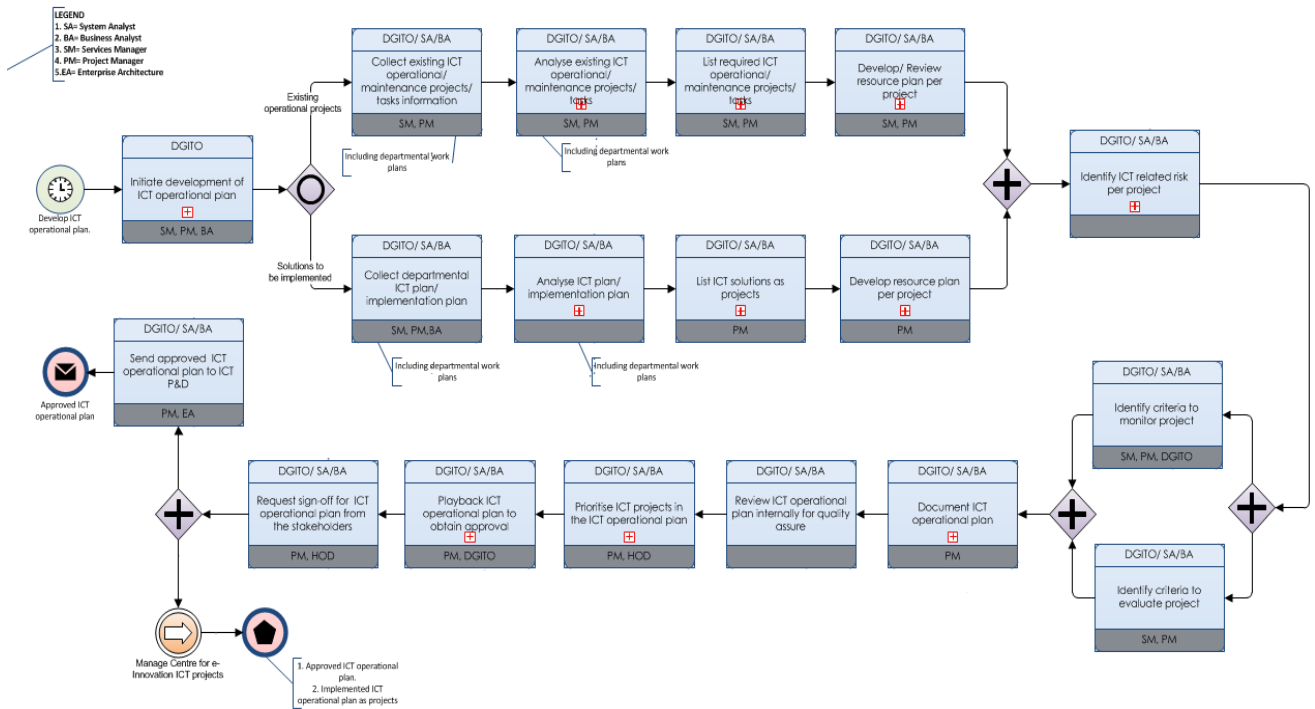 LEGEND
1. SA= System Analyst
2. BA= Business Analyst
3. SM= Services Manager
4. PM= Project Manager
5.EA= Enterprise Architecture
DGITO/ SA/BA
Collect existing ICT
operational/
maintenance projects/
tasks information
SM, PM
DGITO/ SA/BA
Analyse existing ICT
operational/
maintenance projects/
tasks
SM, PM
DGITO/ SA/BA
List required ICT
operational/
maintenance projects/
tasks
SM, PM
DGITO/ SA/BA
Develop/ Review
resource plan per
project
SM, PM
Existing
operational projects
Including departmental work
plans
Including departmental work
plans
DGITO
Initiate development of
ICT operational plan
SM, PM, BA
Develop ICT
operational plan.
DGITO/ SA/BA
Identify ICT related risk
per project
Solutions to
be implemented
DGITO/ SA/BA
Collect departmental
ICT plan/
implementation plan
SM, PM,BA
DGITO/ SA/BA
Analyse ICT plan/
implementation plan
DGITO/ SA/BA
List ICT solutions as
projects
PM
DGITO/ SA/BA
Develop resource plan
per project
PM
Including departmental work
plans
Including departmental work
plans
DGITO/ SA/BA
Send approved ICT
operational plan to ICT
P&D
PM, EA
Approved ICT
operational plan
DGITO/ SA/BA
Identify criteria to
monitor project
SM, PM, DGITO
DGITO/ SA/BA
Request sign-off for ICT
operational plan from
the stakeholders
PM, HOD
DGITO/ SA/BA
Playback ICT
operational plan to
obtain approval
PM, DGITO
DGITO/ SA/BA
Prioritise ICT projects in
the ICT operational plan
PM, HOD
DGITO/ SA/BA
Review ICT operational
plan internally for quality
assure
DGITO/ SA/BA
Document ICT
operational plan
PM
DGITO/ SA/BA
Identify criteria to
evaluate project
SM, PM
Manage Centre for e-
Innovation ICT projects
1. Approved ICT operational
plan.
2. Implemented ICT
operational plan as projects